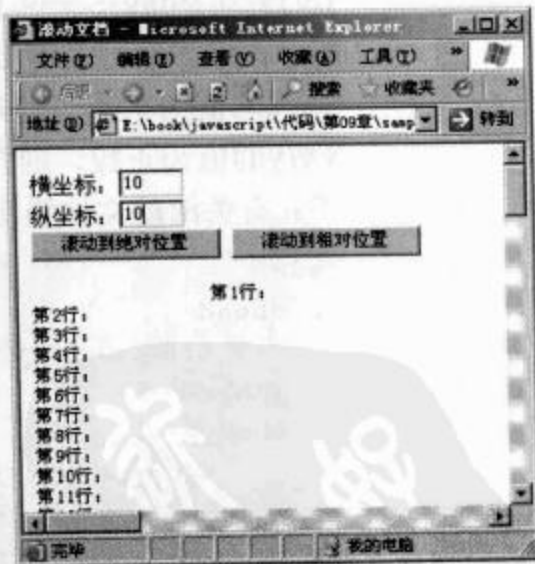 滚动文档 - Microsoft Internet Explorer
文件(F) 编辑(E) 查看(V) 收藏(A) 工具(T) »
后退 搜索 收藏夹 »
地址(D) E:\book\javascript\代码\第09章\samp 转到
横坐标：10
纵坐标：10
滚动到绝对位置 滚动到相对位置
第1行：
第2行：
第3行：
第4行：
第5行：
第6行：
第7行：
第8行：
第9行：
第10行：
第11行：
完毕 我的电脑